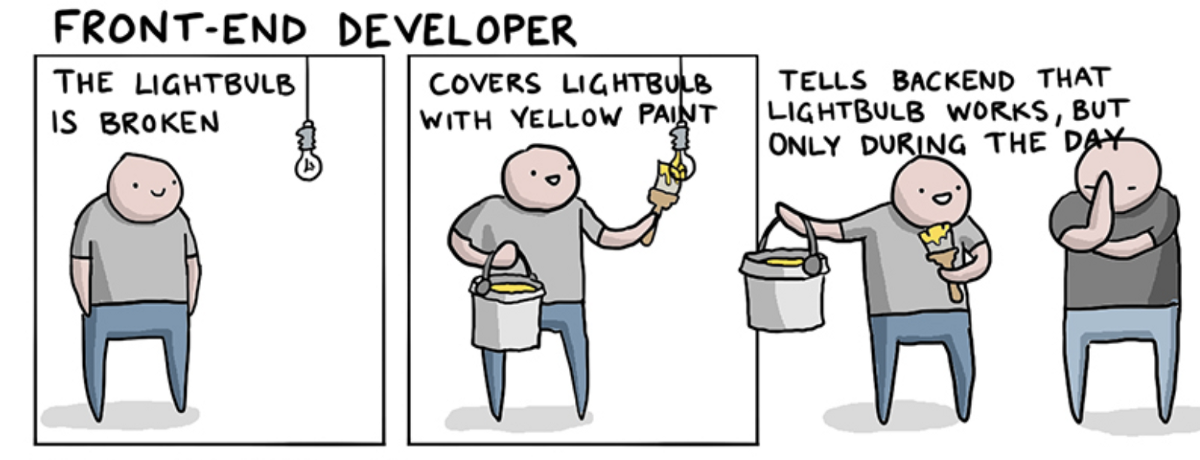 FRONT-END DEVELOPER
THE LIGHTBULB
IS BROKEN
COVERS LIGHTBULB
WITH YELLOW PAINT
TELLS BACKEND THAT
LIGHTBULB WORKS, BUT
ONLY DURING THE DAY